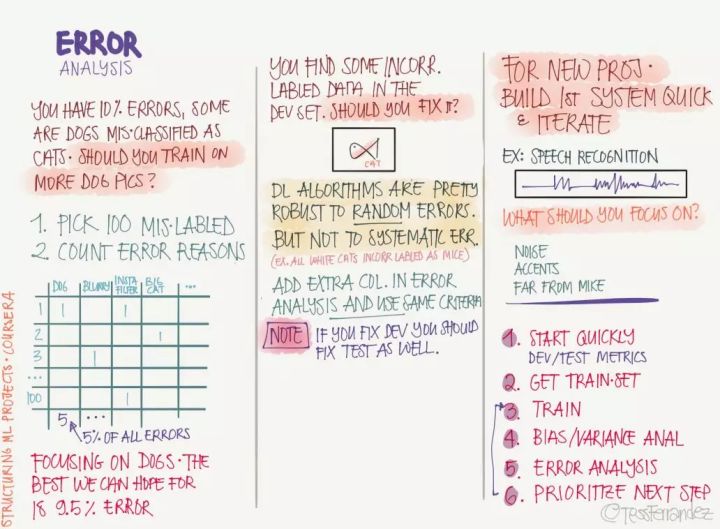 ERROR
ANALYSIS
YOU HAVE 10% ERRORS, SOME
ARE DOGS MIS-CLASSIFIED AS
CATS. SHOULD YOU TRAIN ON
MORE DOG PICS?
1. PICK 100 MIS-LABLED
2. COUNT ERROR REASONS
DOG BLURRY INSTA FILTER BIG CAT ...
1 1 1
2 1
3 1
...
100 1
5 ...
5% OF ALL ERRORS
FOCUSING ON DOGS. THE
BEST WE CAN HOPE FOR
IS 9.5% ERROR
STRUCTURING ML PROJECTS. COURSERA
YOU FIND SOME INCORR.
LABLED DATA IN THE
DEV SET. SHOULD YOU FIX IT?
CAT
DL ALGORITHMS ARE PRETTY
ROBUST TO RANDOM ERRORS.
BUT NOT TO SYSTEMATIC ERR.
(EX. ALL WHITE CATS INCORR LABLED AS MICE)
ADD EXTRA COL. IN ERROR
ANALYSIS AND USE SAME CRITERIA
NOTE IF YOU FIX DEV YOU SHOULD
FIX TEST AS WELL.
FOR NEW PROJ.
BUILD 1st SYSTEM QUICK
& ITERATE
EX: SPEECH RECOGNITION
WHAT SHOULD YOU FOCUS ON?
NOISE
ACCENTS
FAR FROM MIKE
1. START QUICKLY
DEV/TEST METRICS
2. GET TRAIN-SET
3. TRAIN
4. BIAS/VARIANCE ANAL
5. ERROR ANALYSIS
6. PRIORITIZE NEXT STEP
@TessFerrandez